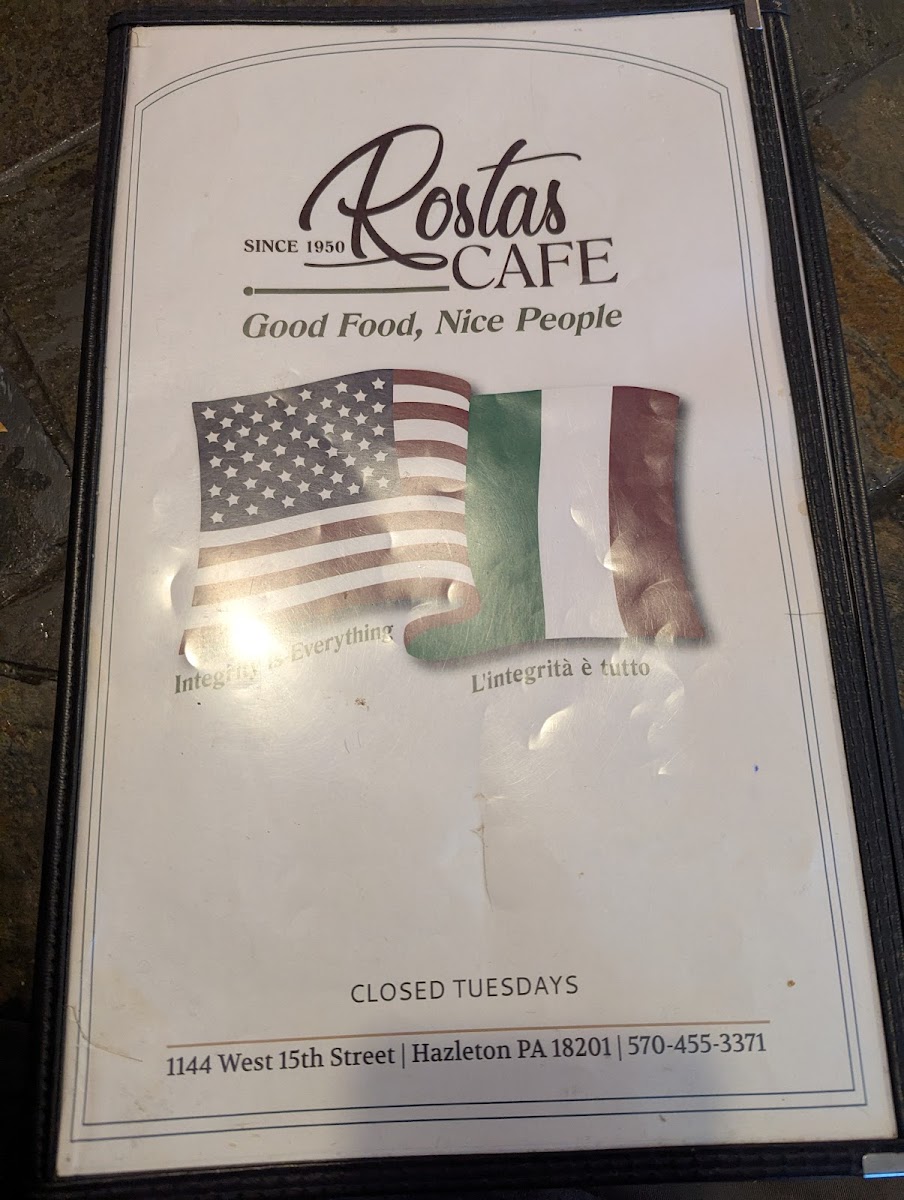 Rostas
SINCE 1950
CAFE
Good Food, Nice People
Integrity is Everything
L'integrità è tutto
CLOSED TUESDAYS
1144 West 15th Street | Hazleton PA 18201 | 570-455-3371